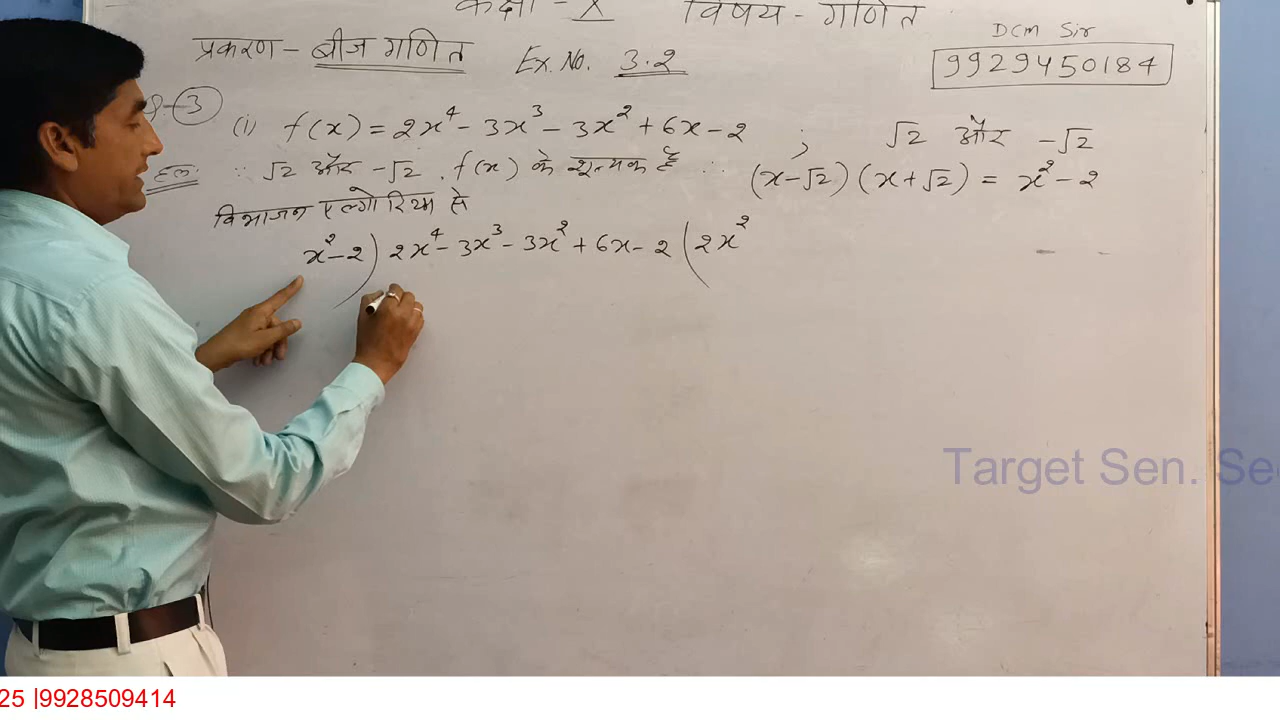 कक्षा - X विषय - गणित
प्रकरण - बीज गणित Ex. No. 3.2
DCM Sir
9929450184
Q-3
(i) f(x) = 2x⁴ - 3x³ - 3x² + 6x - 2 ; √2 और -√2
हल: ∵ √2 और -√2, f(x) के शून्यक है ∴ (x-√2)(x+√2) = x² - 2
विभाजन एल्गोरिथ्म से
x² - 2 ) 2x⁴ - 3x³ - 3x² + 6x - 2 ( 2x²
Target Sen. Se
25 |9928509414